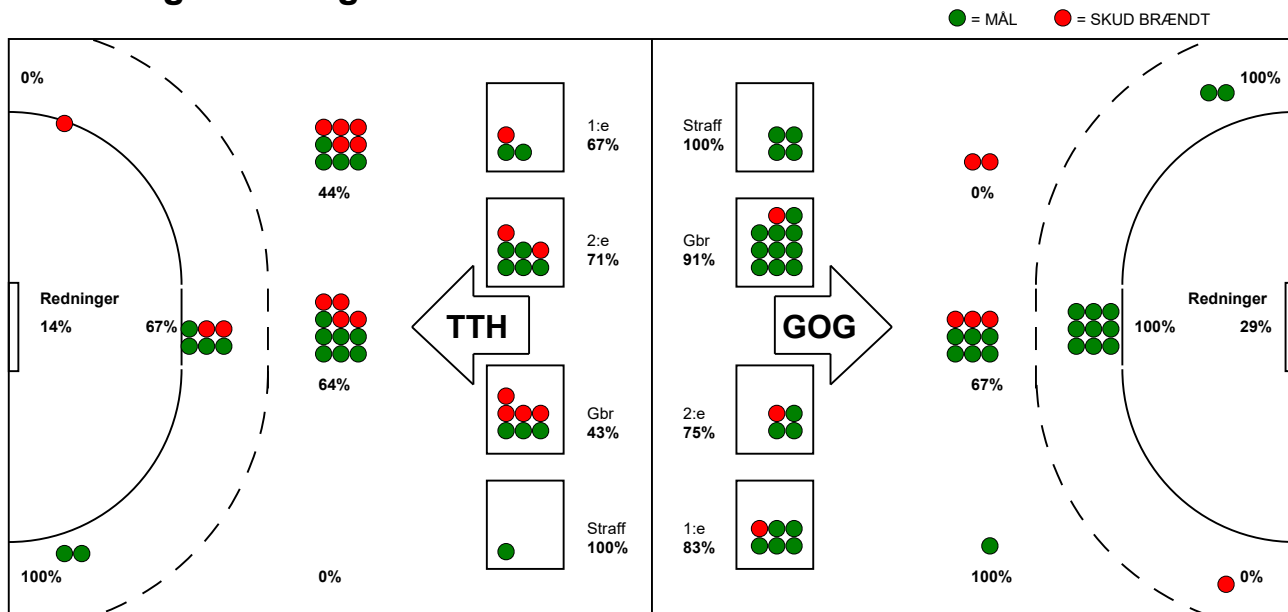 = MÅL = SKUD BRÆNDT
0%
44%
1:e
67%
2:e
71%
Redninger
14%
67%
64%
TTH
Gbr
43%
Straff
100%
100%
0%
Straff
100%
0%
100%
Gbr
91%
GOG
67%
100%
Redninger
29%
2:e
75%
1:e
83%
100%
0%